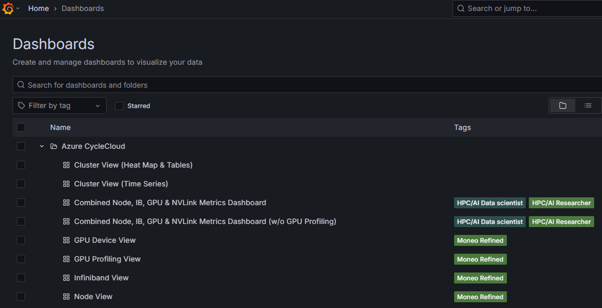 Home › Dashboards
Search or jump to...
Dashboards
Create and manage dashboards to visualize your data
Search for dashboards and folders
Filter by tag
Starred
Name Tags
Azure CycleCloud
Cluster View (Heat Map & Tables)
Cluster View (Time Series)
Combined Node, IB, GPU & NVLink Metrics Dashboard HPC/AI Data scientist HPC/AI Researcher
Combined Node, IB, GPU & NVLink Metrics Dashboard (w/o GPU Profiling) HPC/AI Data scientist HPC/AI Researcher
GPU Device View Moneo Refined
GPU Profiling View Moneo Refined
Infiniband View Moneo Refined
Node View Moneo Refined